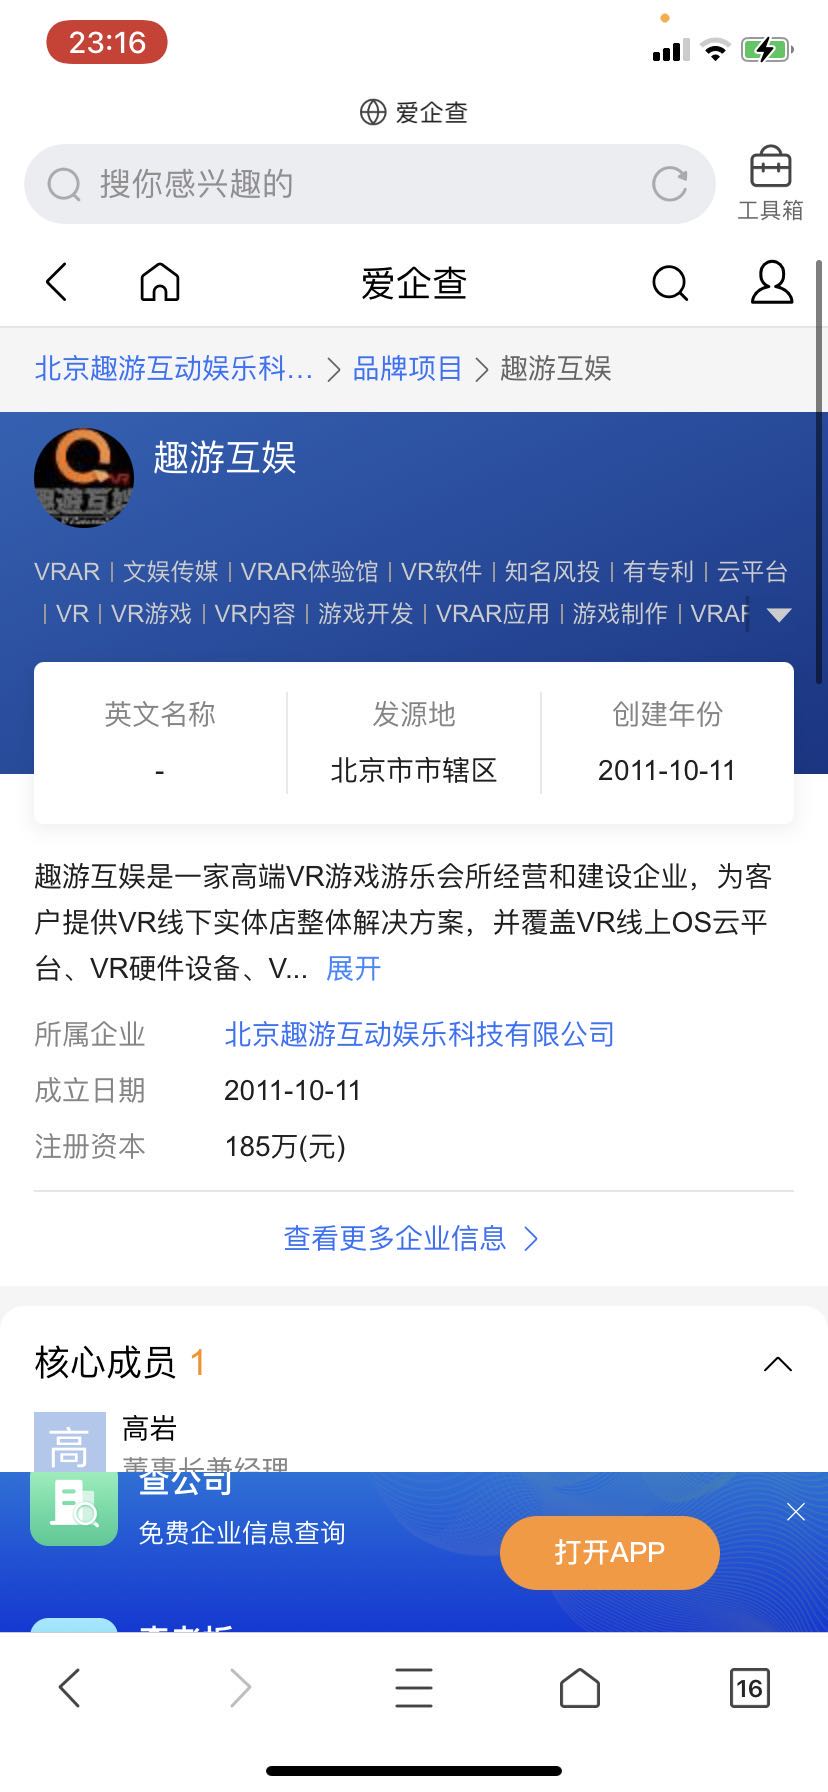 23:16
爱企查
搜你感兴趣的
工具箱
爱企查
北京趣游互动娱乐科... > 品牌项目 > 趣游互娱
趣游互娱
VRAR | 文娱传媒 | VRAR体验馆 | VR软件 | 知名风投 | 有专利 | 云平台
| VR | VR游戏 | VR内容 | 游戏开发 | VRAR应用 | 游戏制作 | VRAR
英文名称 发源地 创建年份
- 北京市市辖区 2011-10-11
趣游互娱是一家高端VR游戏游乐会所经营和建设企业，为客
户提供VR线下实体店整体解决方案，并覆盖VR线上OS云平
台、VR硬件设备、V... 展开
所属企业 北京趣游互动娱乐科技有限公司
成立日期 2011-10-11
注册资本 185万(元)
查看更多企业信息 >
核心成员 1
高 高岩
董事长兼经理
查公司
免费企业信息查询
打开APP
16